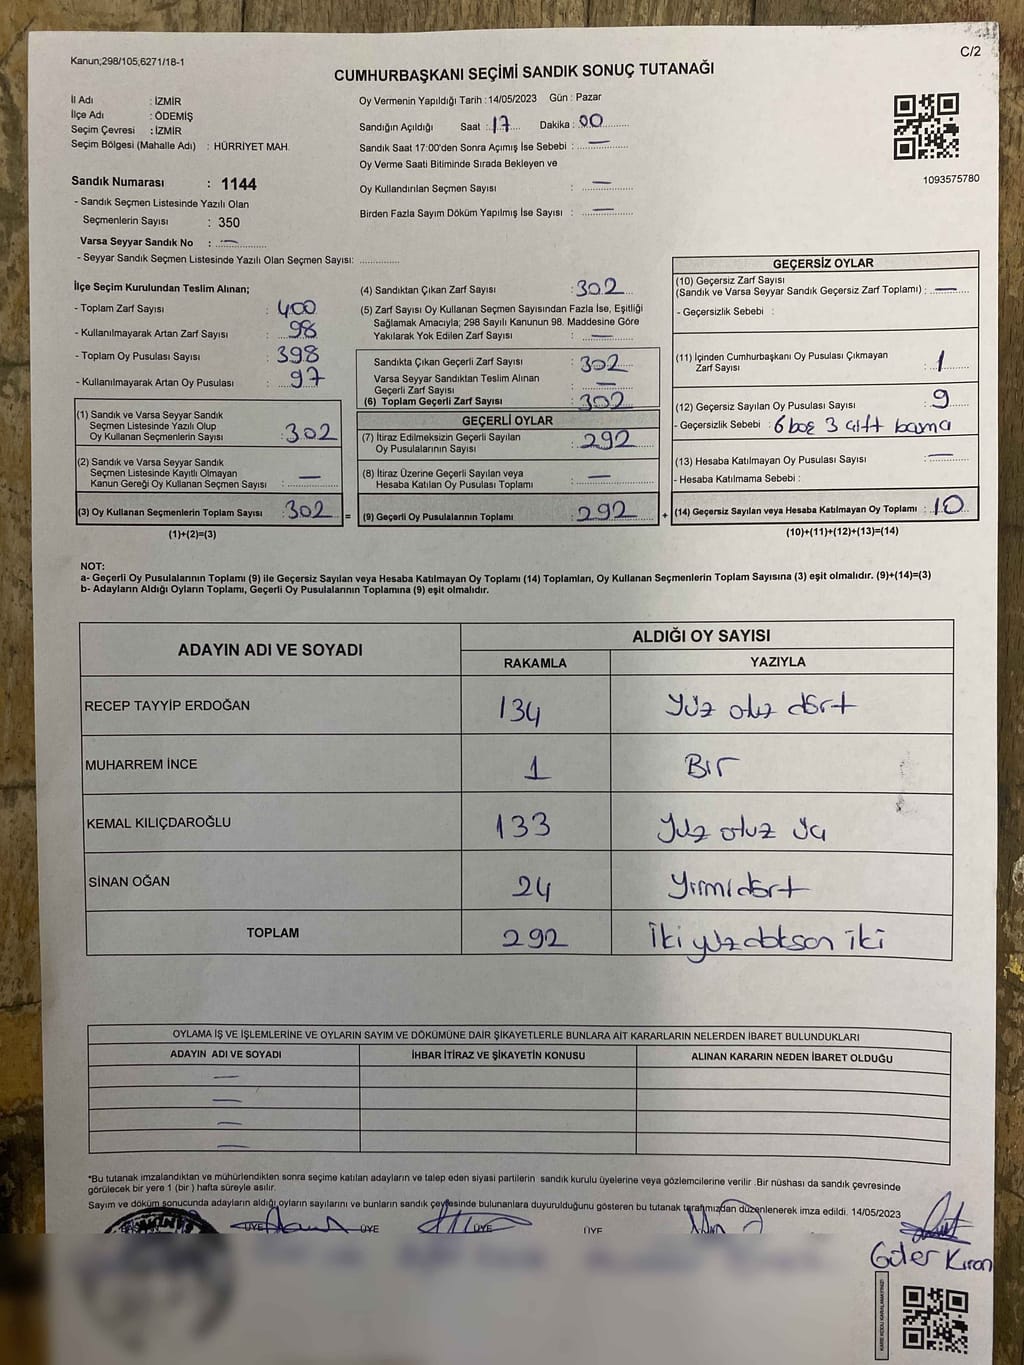 Kanun;298/105,6271/18-1
C/2
CUMHURBAŞKANI SEÇİMİ SANDIK SONUÇ TUTANAĞI
İl Adı : İZMİR
İlçe Adı : ÖDEMİŞ
Seçim Çevresi : İZMİR
Seçim Bölgesi (Mahalle Adı) : HÜRRİYET MAH.
Sandık Numarası : 1144
- Sandık Seçmen Listesinde Yazılı Olan
Seçmenlerin Sayısı : 350
Varsa Seyyar Sandık No : —
- Seyyar Sandık Seçmen Listesinde Yazılı Olan Seçmen Sayısı: ............
Oy Vermenin Yapıldığı Tarih : 14/05/2023 Gün : Pazar
Sandığın Açıldığı Saat : 17 Dakika : 00
Sandık Saat 17:00'den Sonra Açımış İse Sebebi : —
Oy Verme Saati Bitiminde Sırada Bekleyen ve
Oy Kullandırılan Seçmen Sayısı : —
Birden Fazla Sayım Döküm Yapılmış İse Sayısı : —
1093575780
İlçe Seçim Kurulundan Teslim Alınan;
- Toplam Zarf Sayısı : 400
- Kullanılmayarak Artan Zarf Sayısı : 98
- Toplam Oy Pusulası Sayısı : 398
- Kullanılmayarak Artan Oy Pusulası : 97
(1) Sandık ve Varsa Seyyar Sandık
Seçmen Listesinde Yazılı Olup
Oy Kullanan Seçmenlerin Sayısı : 302
(2) Sandık ve Varsa Seyyar Sandık
Seçmen Listesinde Kayıtlı Olmayan
Kanun Gereği Oy Kullanan Seçmen Sayısı : —
(3) Oy Kullanan Seçmenlerin Toplam Sayısı : 302 =
(1)+(2)=(3)
(4) Sandıktan Çıkan Zarf Sayısı : 302
(5) Zarf Sayısı Oy Kullanan Seçmen Sayısından Fazla İse, Eşitliği
Sağlamak Amacıyla; 298 Sayılı Kanunun 98. Maddesine Göre
Yakılarak Yok Edilen Zarf Sayısı : —
Sandıkta Çıkan Geçerli Zarf Sayısı : 302
Varsa Seyyar Sandıktan Teslim Alınan
Geçerli Zarf Sayısı : —
(6) Toplam Geçerli Zarf Sayısı : 302
GEÇERLİ OYLAR
(7) İtiraz Edilmeksizin Geçerli Sayılan
Oy Pusulalarının Sayısı : 292
(8) İtiraz Üzerine Geçerli Sayılan veya
Hesaba Katılan Oy Pusulası Toplamı : —
(9) Geçerli Oy Pusulalarının Toplamı : 292 +
GEÇERSİZ OYLAR
(10) Geçersiz Zarf Sayısı
(Sandık ve Varsa Seyyar Sandık Geçersiz Zarf Toplamı) : —
- Geçersizlik Sebebi :
(11) İçinden Cumhurbaşkanı Oy Pusulası Çıkmayan
Zarf Sayısı : 1
(12) Geçersiz Sayılan Oy Pusulası Sayısı : 9
- Geçersizlik Sebebi : 6 boş 3 çift basma
(13) Hesaba Katılmayan Oy Pusulası Sayısı : —
- Hesaba Katılmama Sebebi :
(14) Geçersiz Sayılan veya Hesaba Katılmayan Oy Toplamı : 10
(10)+(11)+(12)+(13)=(14)
NOT:
a- Geçerli Oy Pusulalarının Toplamı (9) ile Geçersiz Sayılan veya Hesaba Katılmayan Oy Toplamı (14) Toplamları, Oy Kullanan Seçmenlerin Toplam Sayısına (3) eşit olmalıdır. (9)+(14)=(3)
b- Adayların Aldığı Oyların Toplamı, Geçerli Oy Pusulalarının Toplamına (9) eşit olmalıdır.
ADAYIN ADI VE SOYADI
ALDIĞI OY SAYISI
RAKAMLA YAZIYLA
RECEP TAYYİP ERDOĞAN 134 Yüz otuz dört
MUHARREM İNCE 1 Bir
KEMAL KILIÇDAROĞLU 133 Yüz otuz üç
SİNAN OĞAN 24 Yirmidört
TOPLAM 292 İki yüz doksan iki
OYLAMA İŞ VE İŞLEMLERİNE VE OYLARIN SAYIM VE DÖKÜMÜNE DAİR ŞİKAYETLERLE BUNLARA AİT KARARLARIN NELERDEN İBARET BULUNDUKLARI
ADAYIN ADI VE SOYADI İHBAR İTİRAZ VE ŞİKAYETİN KONUSU ALINAN KARARIN NEDEN İBARET OLDUĞU
—
—
—
—
*Bu tutanak imzalandıktan ve mühürlendikten sonra seçime katılan adayların ve talep eden siyasi partilerin sandık kurulu üyelerine veya gözlemcilerine verilir .Bir nüshası da sandık çevresinde
görülecek bir yere 1 (bir ) hafta süreyle asılır.
Sayım ve döküm sonucunda adayların aldığı oyların sayılarını ve bunların sandık çevresinde bulunanlara duyurulduğunu gösteren bu tutanak tarafımızdan düzenlenerek imza edildi. 14/05/2023
BAŞKAN ÜYE ÜYE ÜYE ÜYE
Güler Kıran